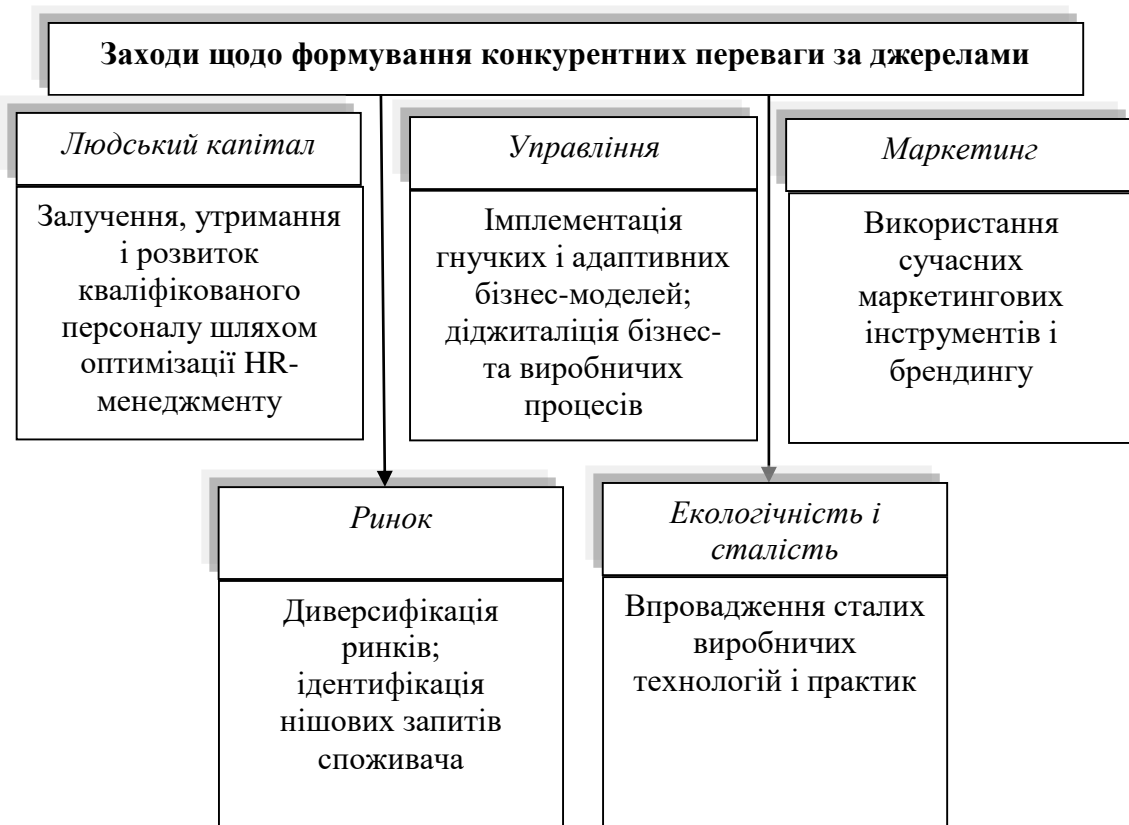 Заходи щодо формування конкурентних переваги за джерелами
Людський капітал
Залучення, утримання
і розвиток
кваліфікованого
персоналу шляхом
оптимізації HR-
менеджменту
Управління
Імплементація
гнучких і адаптивних
бізнес-моделей;
діджиталіція бізнес-
та виробничих
процесів
Маркетинг
Використання
сучасних
маркетингових
інструментів і
брендингу
Ринок
Диверсифікація
ринків;
ідентифікація
нішових запитів
споживача
Екологічність і
сталість
Впровадження сталих
виробничих
технологій і практик